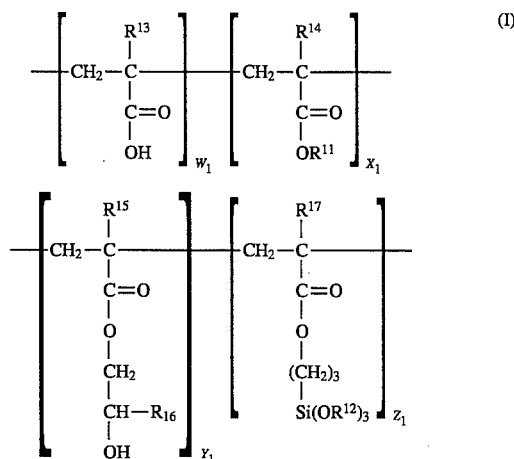 (I)
R¹³ R¹⁴
—CH₂—C— —CH₂—C—
C=O C=O
OH OR¹¹
W₁ X₁
R¹⁵ R¹⁷
—CH₂—C— —CH₂—C—
C=O C=O
O O
CH₂ (CH₂)₃
CH—R₁₆ Si(OR¹²)₃
OH
Y₁ Z₁